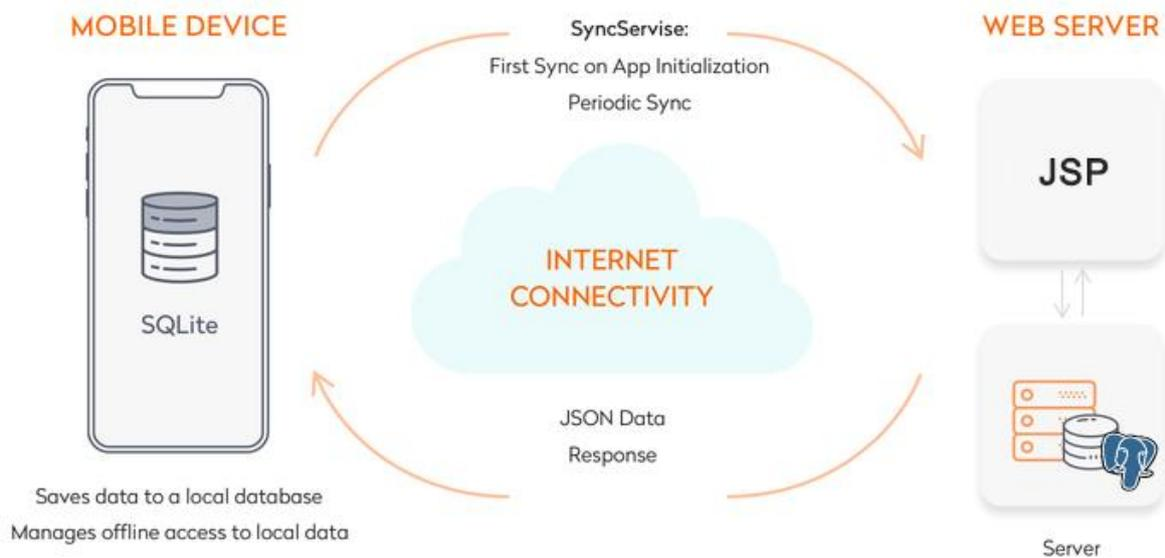 MOBILE DEVICE
SQLite
Saves data to a local database
Manages offline access to local data
SyncServise:
First Sync on App Initialization
Periodic Sync
INTERNET
CONNECTIVITY
JSON Data
Response
WEB SERVER
JSP
Server